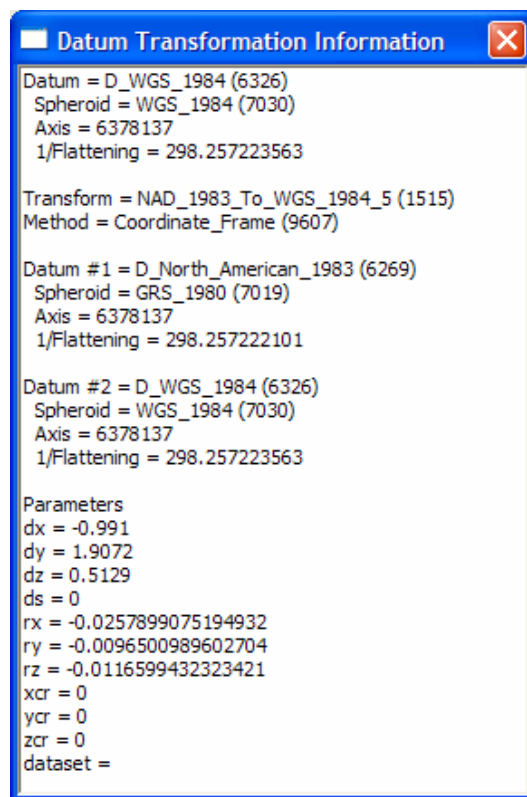 Datum Transformation Information
Datum = D_WGS_1984 (6326)
Spheroid = WGS_1984 (7030)
Axis = 6378137
1/Flattening = 298.257223563
Transform = NAD_1983_To_WGS_1984_5 (1515)
Method = Coordinate_Frame (9607)
Datum #1 = D_North_American_1983 (6269)
Spheroid = GRS_1980 (7019)
Axis = 6378137
1/Flattening = 298.257222101
Datum #2 = D_WGS_1984 (6326)
Spheroid = WGS_1984 (7030)
Axis = 6378137
1/Flattening = 298.257223563
Parameters
dx = -0.991
dy = 1.9072
dz = 0.5129
ds = 0
rx = -0.0257899075194932
ry = -0.0096500989602704
rz = -0.0116599432323421
xcr = 0
ycr = 0
zcr = 0
dataset =